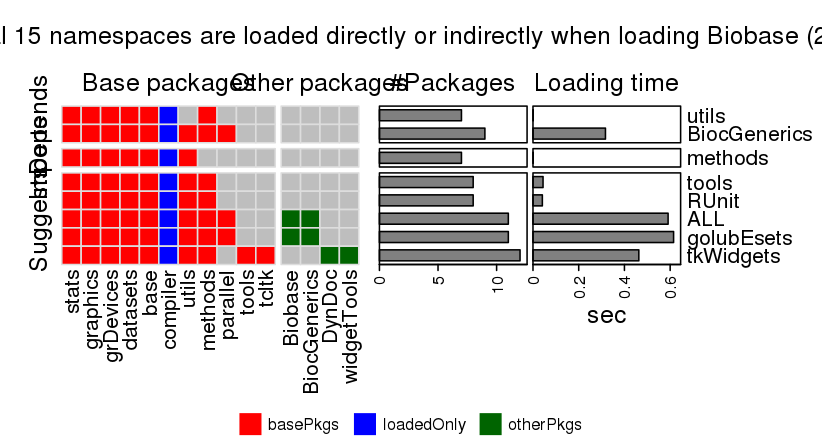 l 15 namespaces are loaded directly or indirectly when loading Biobase (2
Base packages Other packages #Packages Loading time
Depends
Imports
Suggests
utils
BiocGenerics
methods
tools
RUnit
ALL
golubEsets
tkWidgets
stats graphics grDevices datasets base compiler utils methods parallel tools tcltk Biobase BiocGenerics DynDoc widgetTools
0 5 10 0 0.2 0.4 0.6
sec
basePkgs loadedOnly otherPkgs